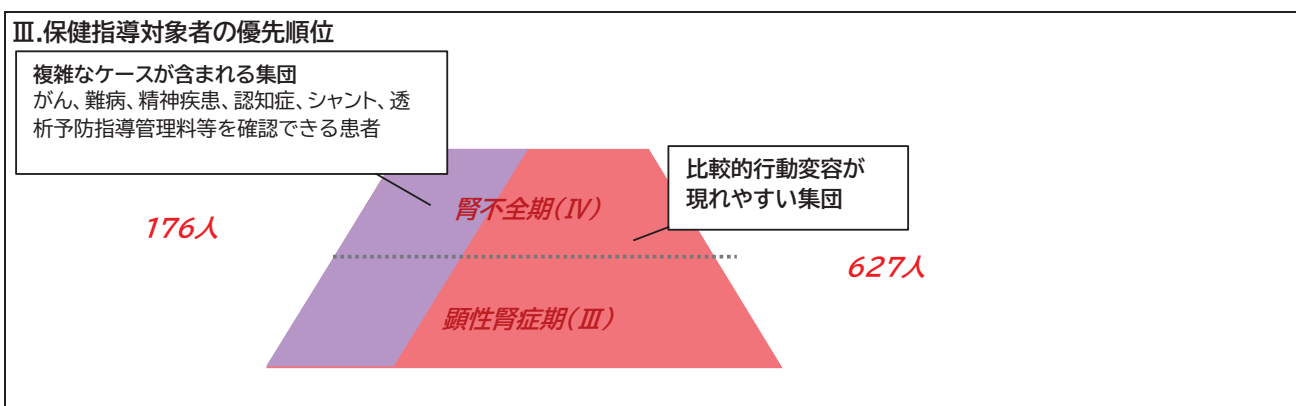 Ⅲ.保健指導対象者の優先順位
複雑なケースが含まれる集団
がん、難病、精神疾患、認知症、シャント、透
析予防指導管理料等を確認できる患者
比較的行動変容が
現れやすい集団
腎不全期(Ⅳ)
176人
627人
顕性腎症期(Ⅲ)